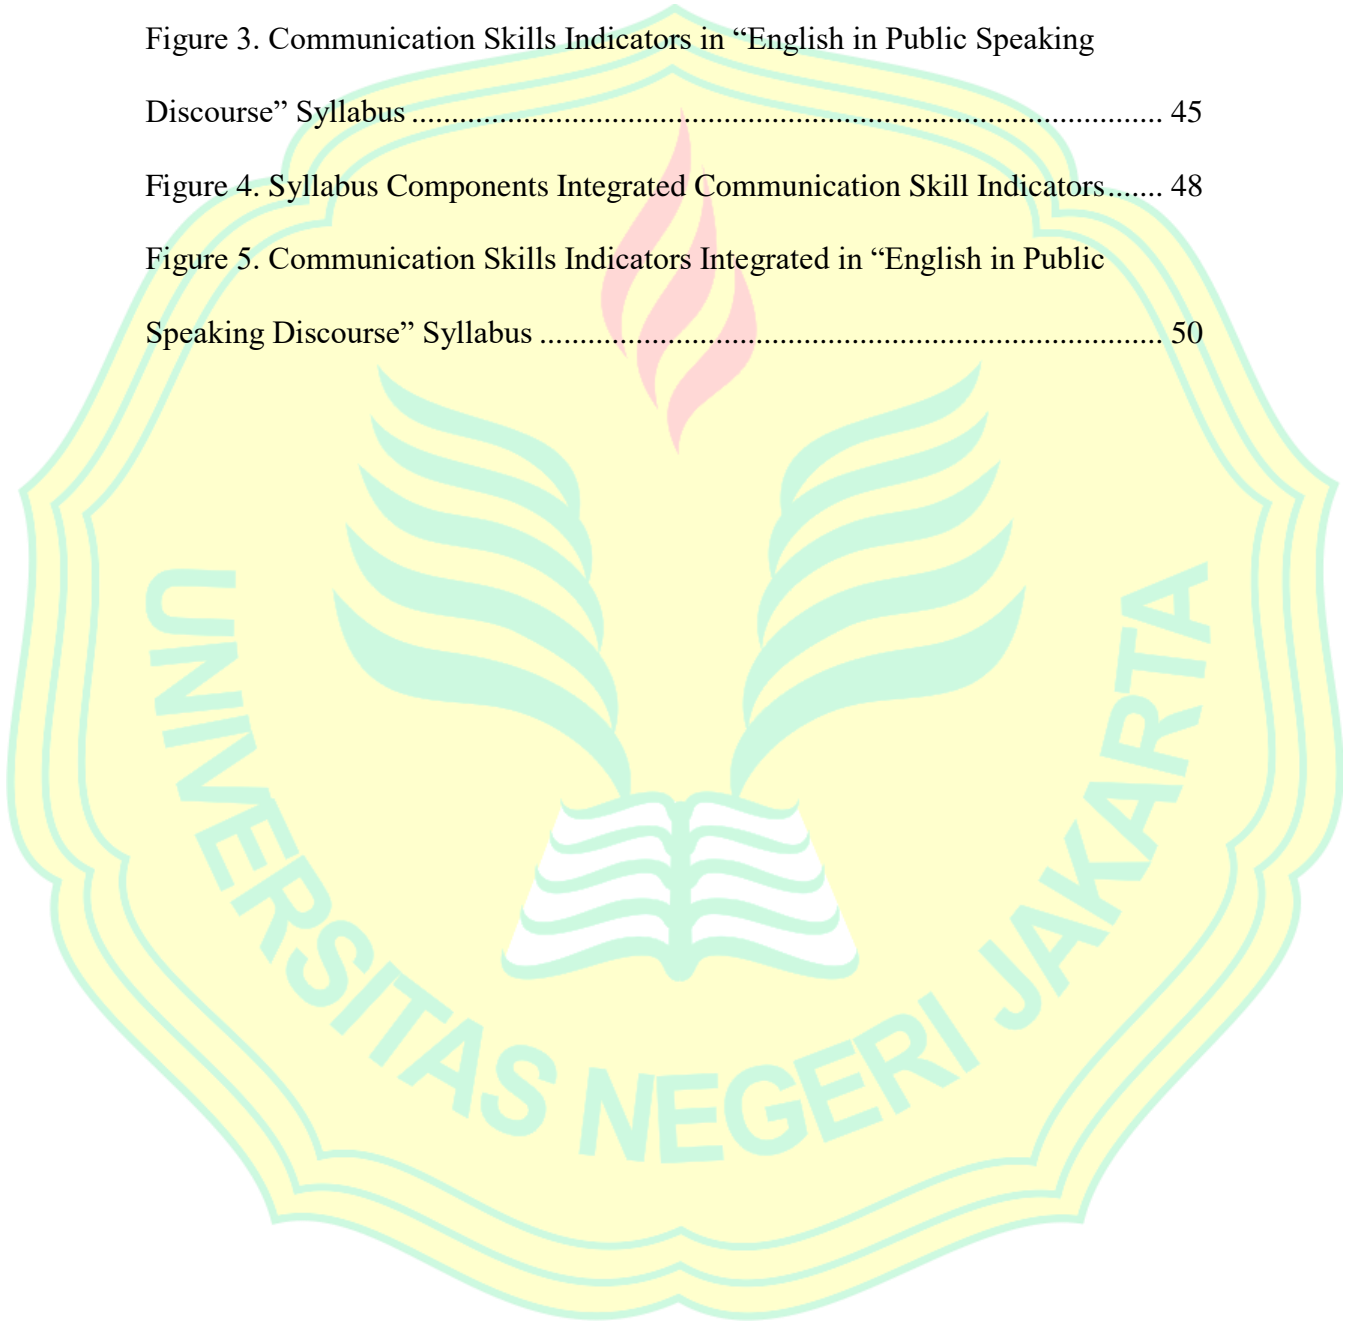 Figure 3. Communication Skills Indicators in “English in Public Speaking
Discourse” Syllabus ............................................................................................. 45
Figure 4. Syllabus Components Integrated Communication Skill Indicators....... 48
Figure 5. Communication Skills Indicators Integrated in “English in Public
Speaking Discourse” Syllabus ............................................................................. 50
UNIVERSITAS NEGERI JAKARTA